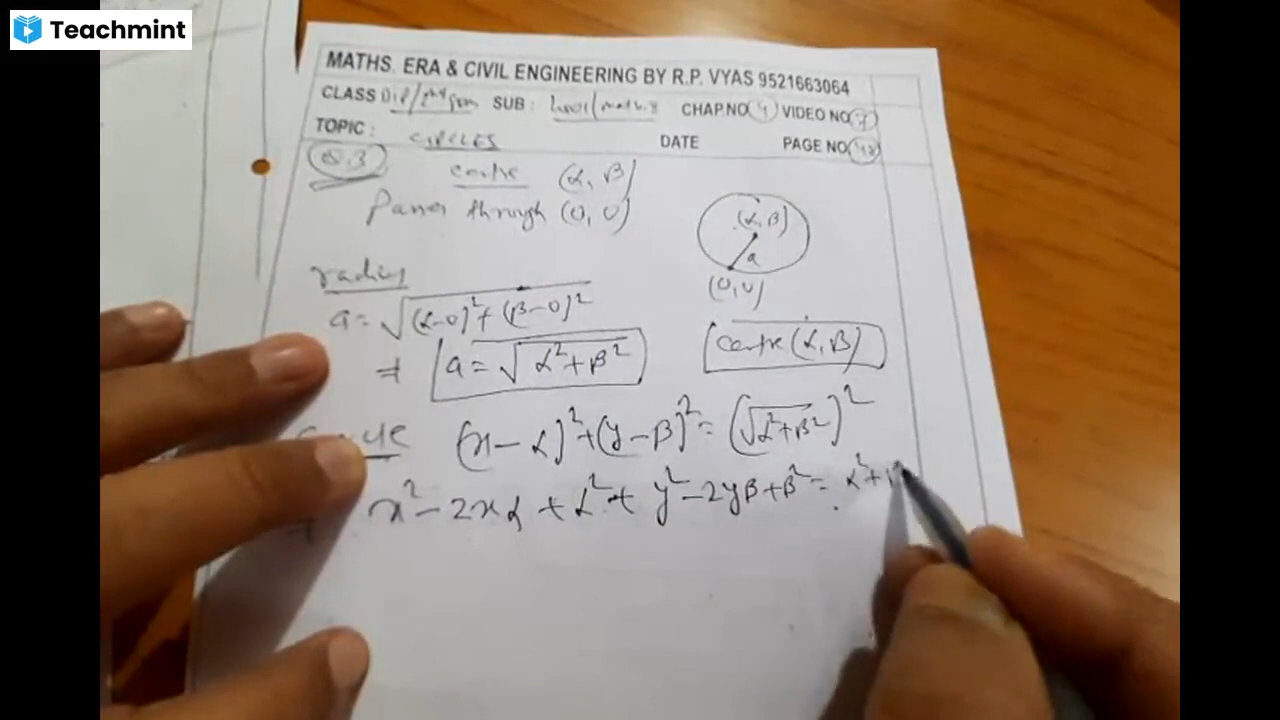 Teachmint
MATHS. ERA & CIVIL ENGINEERING BY R.P. VYAS 9521663064
CLASS SUB : CHAP.NO 4 VIDEO NO 7
TOPIC : CIRCLES DATE PAGE NO 48
Q.3 centre (α, β)
Passes through (0, 0)
(α, β)
a
(0,0)
radius
a = √(α-0)² + (β-0)²
⇒ a = √α² + β² centre (α, β)
(x - α)² + (y - β)² = (√α² + β²)²
x² - 2xα + α² + y² - 2yβ + β² = α² +